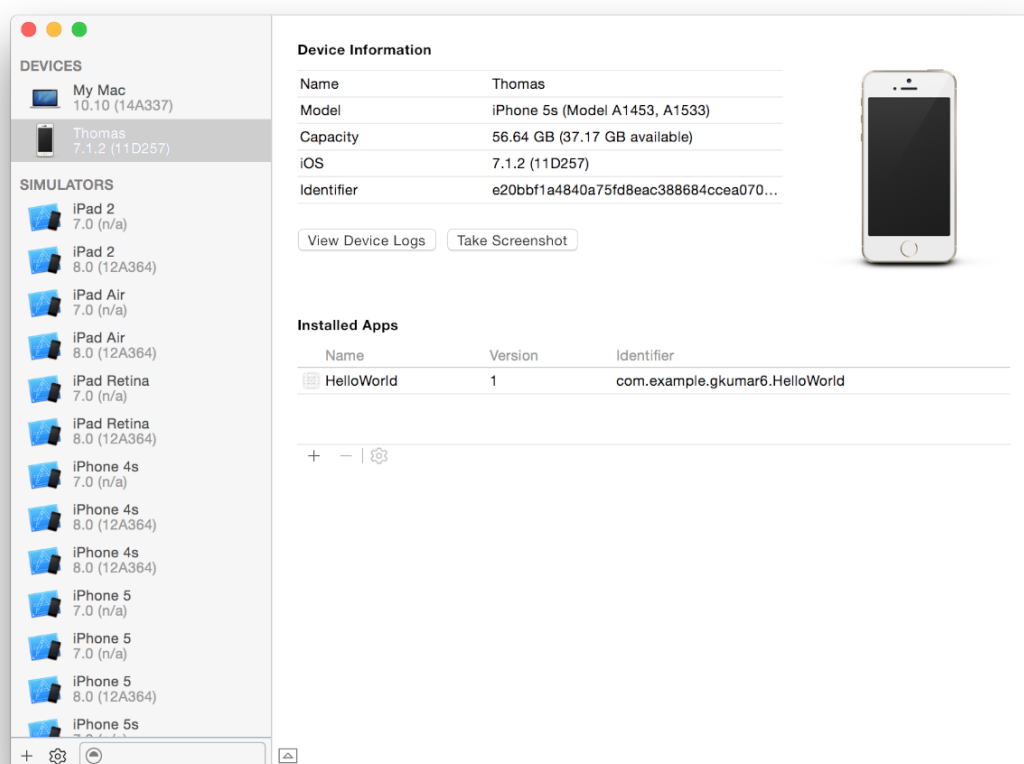 DEVICES
My Mac
10.10 (14A337)
Thomas
7.1.2 (11D257)
SIMULATORS
iPad 2
7.0 (n/a)
iPad 2
8.0 (12A364)
iPad Air
7.0 (n/a)
iPad Air
8.0 (12A364)
iPad Retina
7.0 (n/a)
iPad Retina
8.0 (12A364)
iPhone 4s
7.0 (n/a)
iPhone 4s
8.0 (12A364)
iPhone 4s
8.0 (12A364)
iPhone 5
7.0 (n/a)
iPhone 5
7.0 (n/a)
iPhone 5
8.0 (12A364)
iPhone 5s
Device Information
Name Thomas
Model iPhone 5s (Model A1453, A1533)
Capacity 56.64 GB (37.17 GB available)
iOS 7.1.2 (11D257)
Identifier e20bbf1a4840a75fd8eac388684ccea070...
View Device Logs Take Screenshot
Installed Apps
Name Version Identifier
HelloWorld 1 com.example.gkumar6.HelloWorld